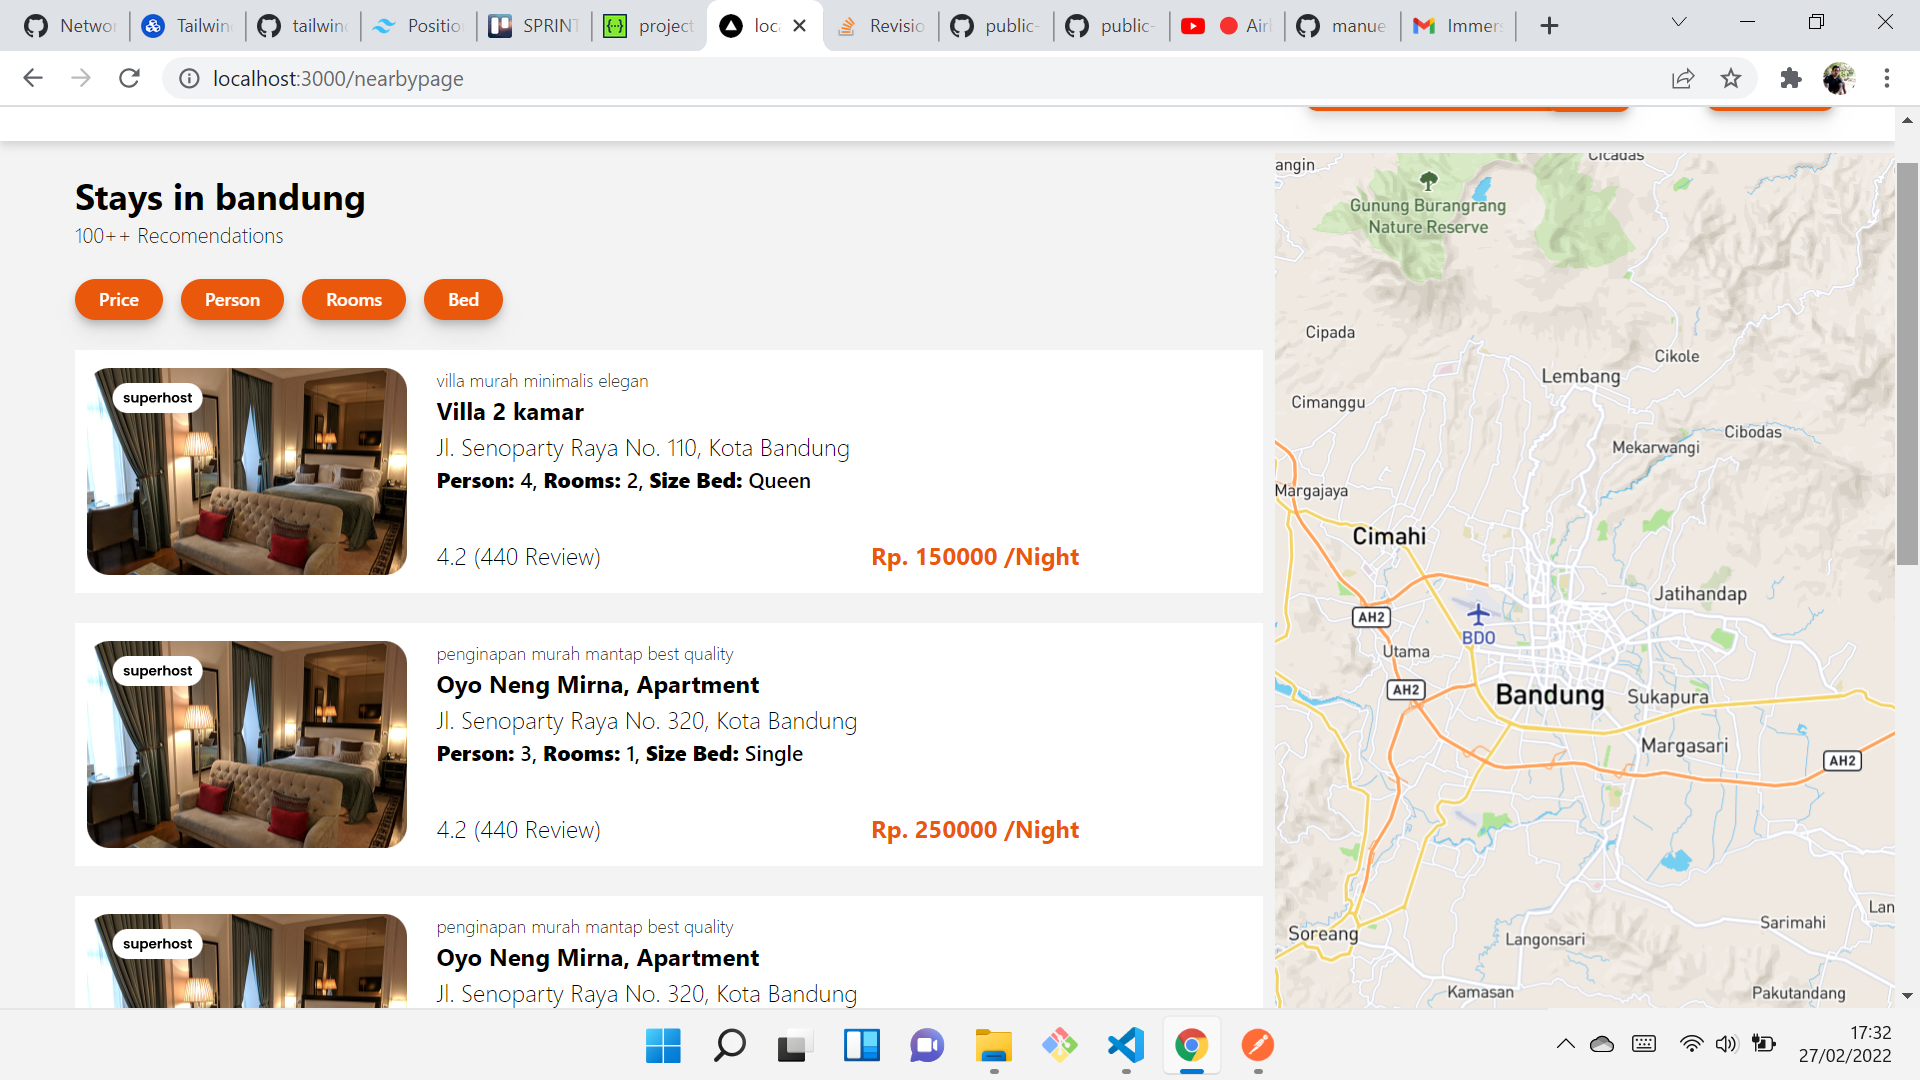 Networ
Tailwin
tailwind
Positio
SPRINT
project
loca
Revisio
public-
public-
Airl
manue
Immers
localhost:3000/nearbypage
Stays in bandung
100++ Recomendations
Price
Person
Rooms
Bed
superhost
villa murah minimalis elegan
Villa 2 kamar
Jl. Senoparty Raya No. 110, Kota Bandung
Person: 4, Rooms: 2, Size Bed: Queen
4.2 (440 Review)
Rp. 150000 /Night
superhost
penginapan murah mantap best quality
Oyo Neng Mirna, Apartment
Jl. Senoparty Raya No. 320, Kota Bandung
Person: 3, Rooms: 1, Size Bed: Single
4.2 (440 Review)
Rp. 250000 /Night
superhost
penginapan murah mantap best quality
Oyo Neng Mirna, Apartment
Jl. Senoparty Raya No. 320, Kota Bandung
angin
Cicadas
Gunung Burangrang
Nature Reserve
Cipada
Cikole
Lembang
Cimanggu
Cibodas
Mekarwangi
Margajaya
Cimahi
Jatihandap
AH2
BDO
Utama
AH2
Bandung
Sukapura
Margasari
AH2
Lan
Sarimahi
Soreang
Langonsari
Kamasan
Pakutandang
17:32
27/02/2022